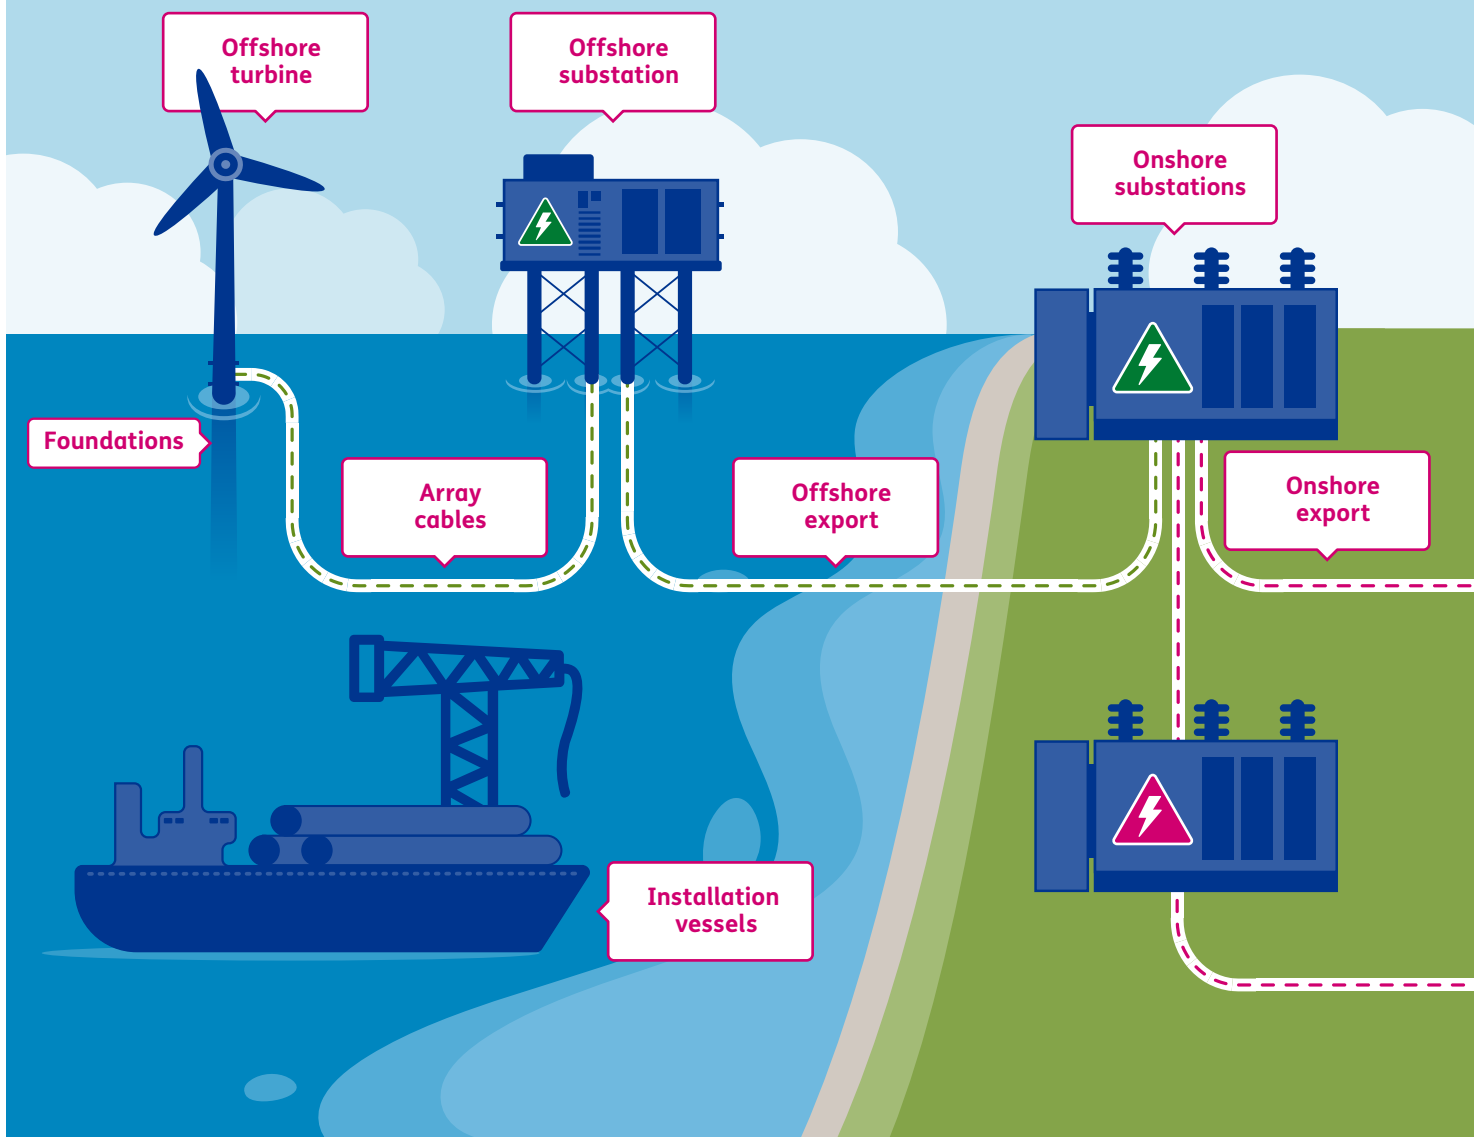 Offshore
turbine
Offshore
substation
Onshore
substations
Foundations
Array
cables
Offshore
export
Onshore
export
Installation
vessels